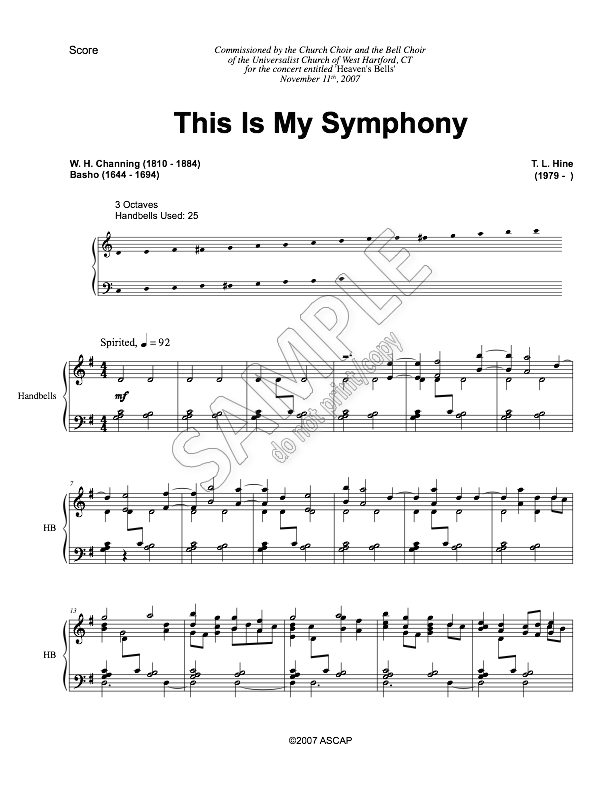 Score
Commissioned by the Church Choir and the Bell Choir
of the Universalist Church of West Hartford, CT
for the concert entitled 'Heaven's Bells'
November 11th, 2007
This Is My Symphony
W. H. Channing (1810 - 1884)
T. L. Hine
Basho (1644 - 1694)
(1979 - )
3 Octaves
Handbells Used: 25
Spirited, ♩ = 92
Handbells
mf
SAMPLE
do not print/copy
7
HB
13
HB
©2007 ASCAP